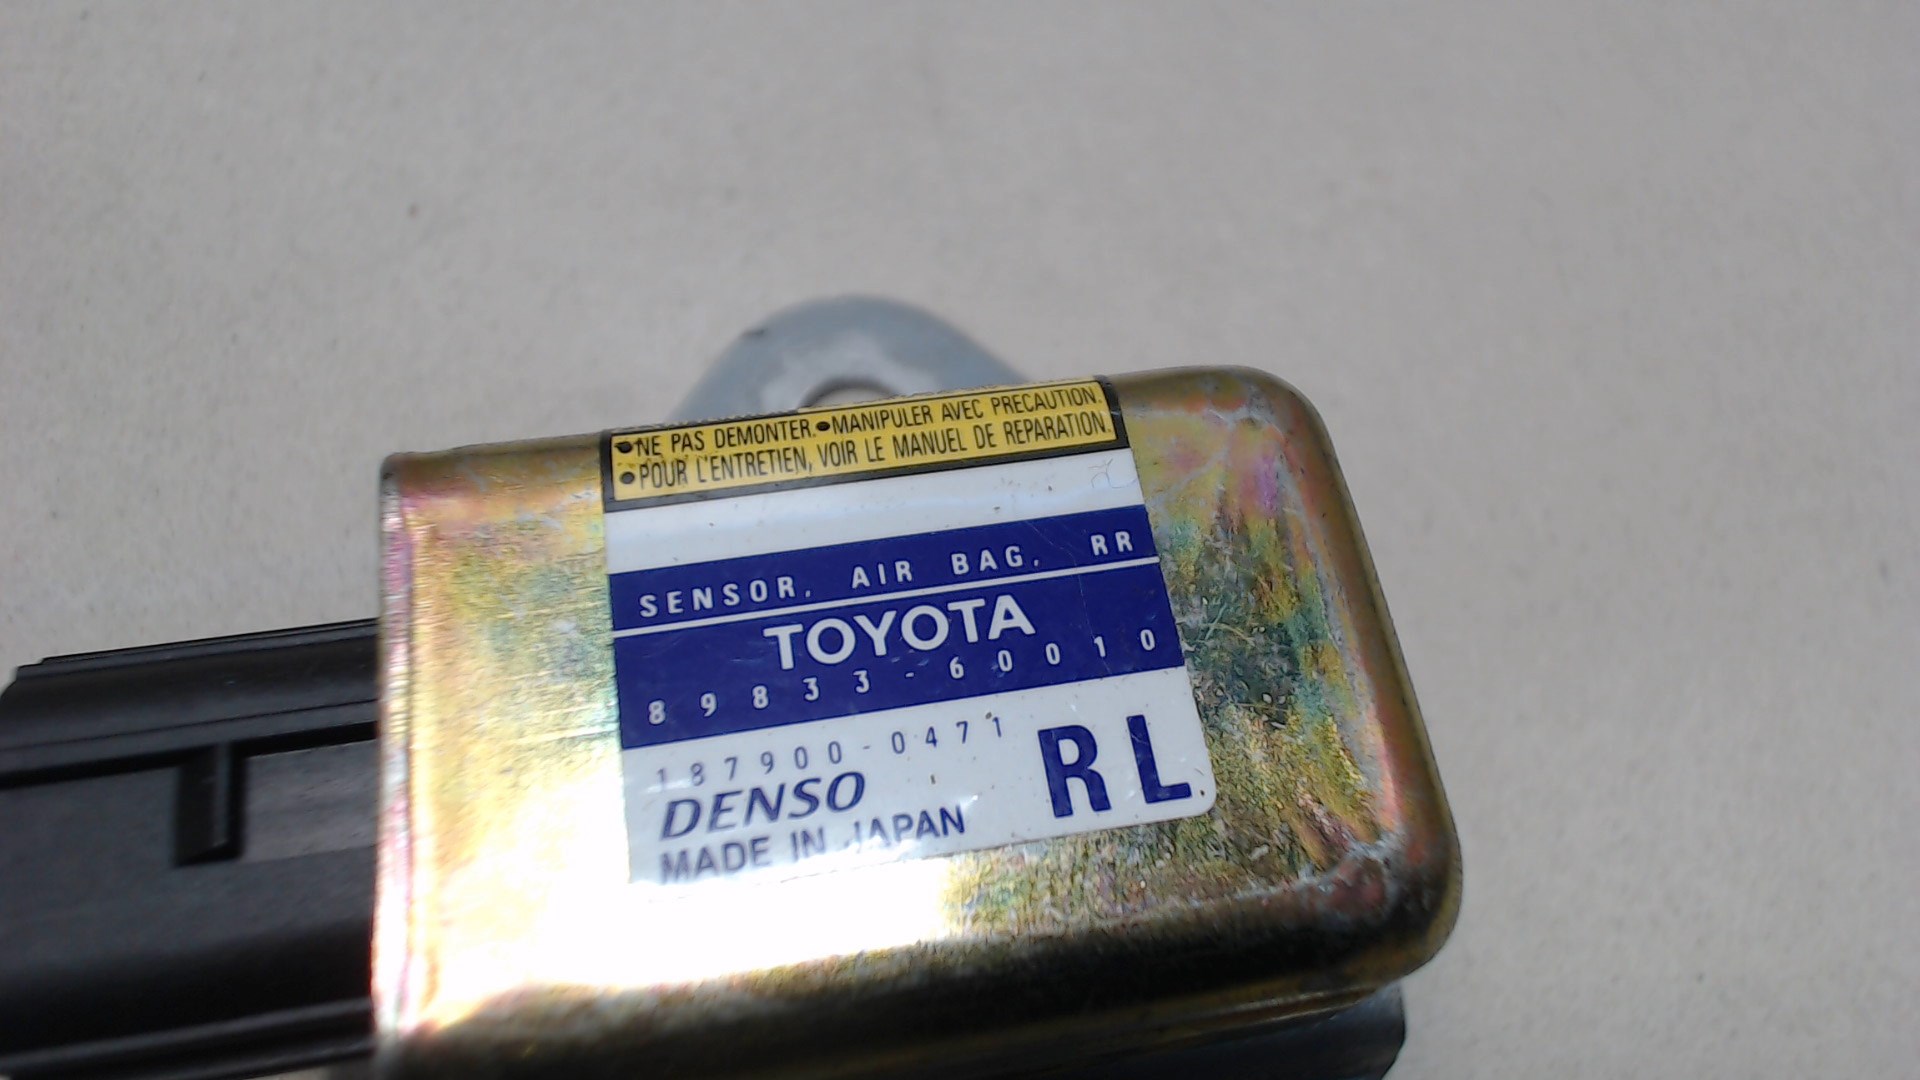 •NE PAS DEMONTER.•MANIPULER AVEC PRECAUTION.
•POUR L'ENTRETIEN, VOIR LE MANUEL DE REPARATION.
SENSOR, AIR BAG, RR
TOYOTA
89833-60010
187900-0471
DENSO
MADE IN JAPAN
RL